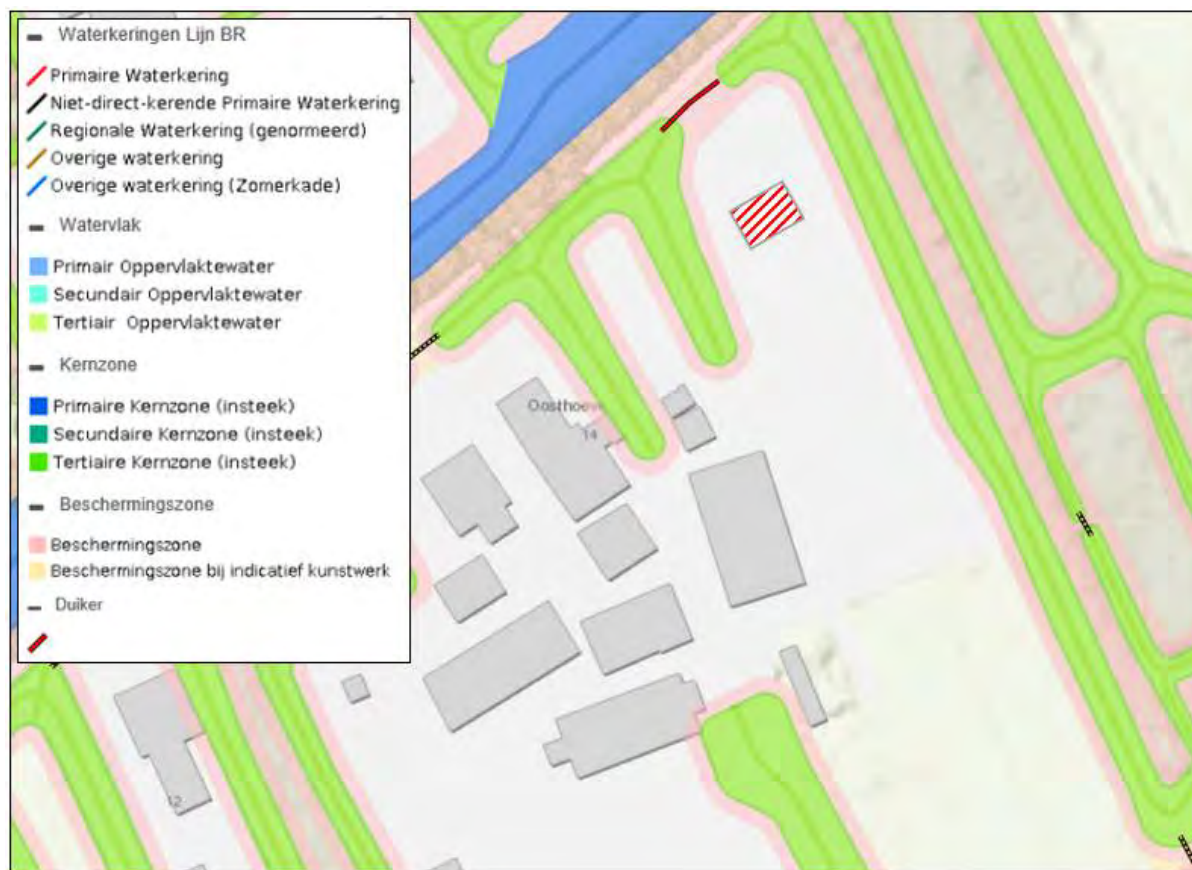 Waterkeringen Lijn BR
Primaire Waterkering
Niet-direct-kerende Primaire Waterkering
Regionale Waterkering (genormeerd)
Overige waterkering
Overige waterkering (Zomerkade)
Watervlak
Primair Oppervlaktewater
Secundair Oppervlaktewater
Tertiair Oppervlaktewater
Kernzone
Primaire Kernzone (insteek)
Secundaire Kernzone (insteek)
Tertiaire Kernzone (insteek)
Beschermingszone
Beschermingszone
Beschermingszone bij indicatief kunstwerk
Duiker
14
12